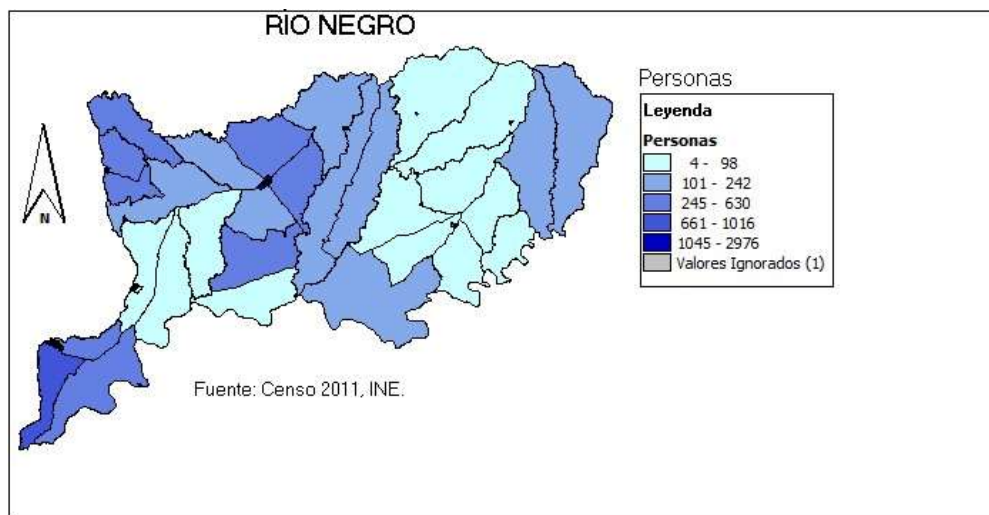 RÍO NEGRO
Personas
Leyenda
Personas
4 - 98
101 - 242
245 - 630
661 - 1016
1045 - 2976
Valores Ignorados (1)
N
Fuente: Censo 2011, INE.